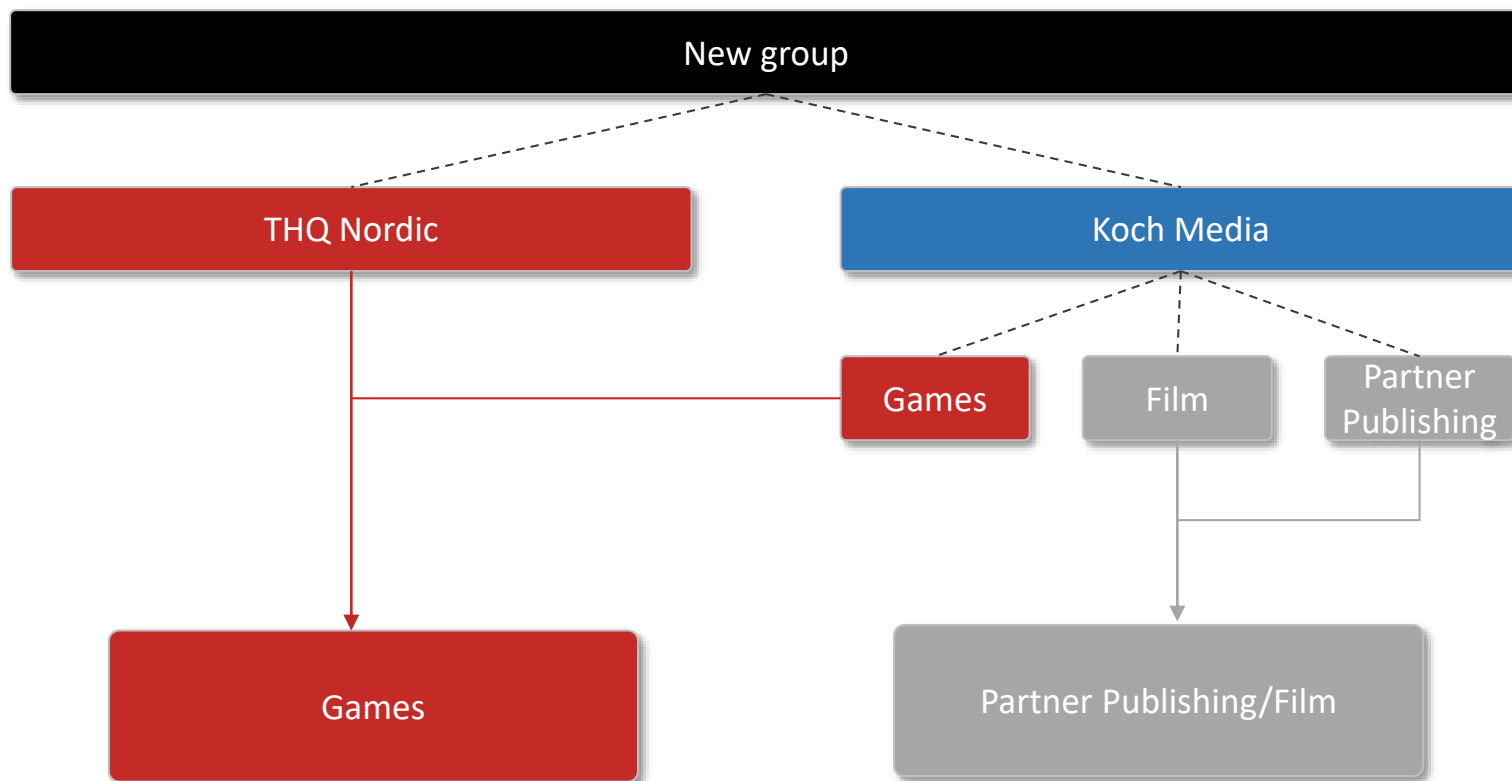 New group
THQ Nordic
Koch Media
Games
Film
Partner
Publishing
Games
Partner Publishing/Film